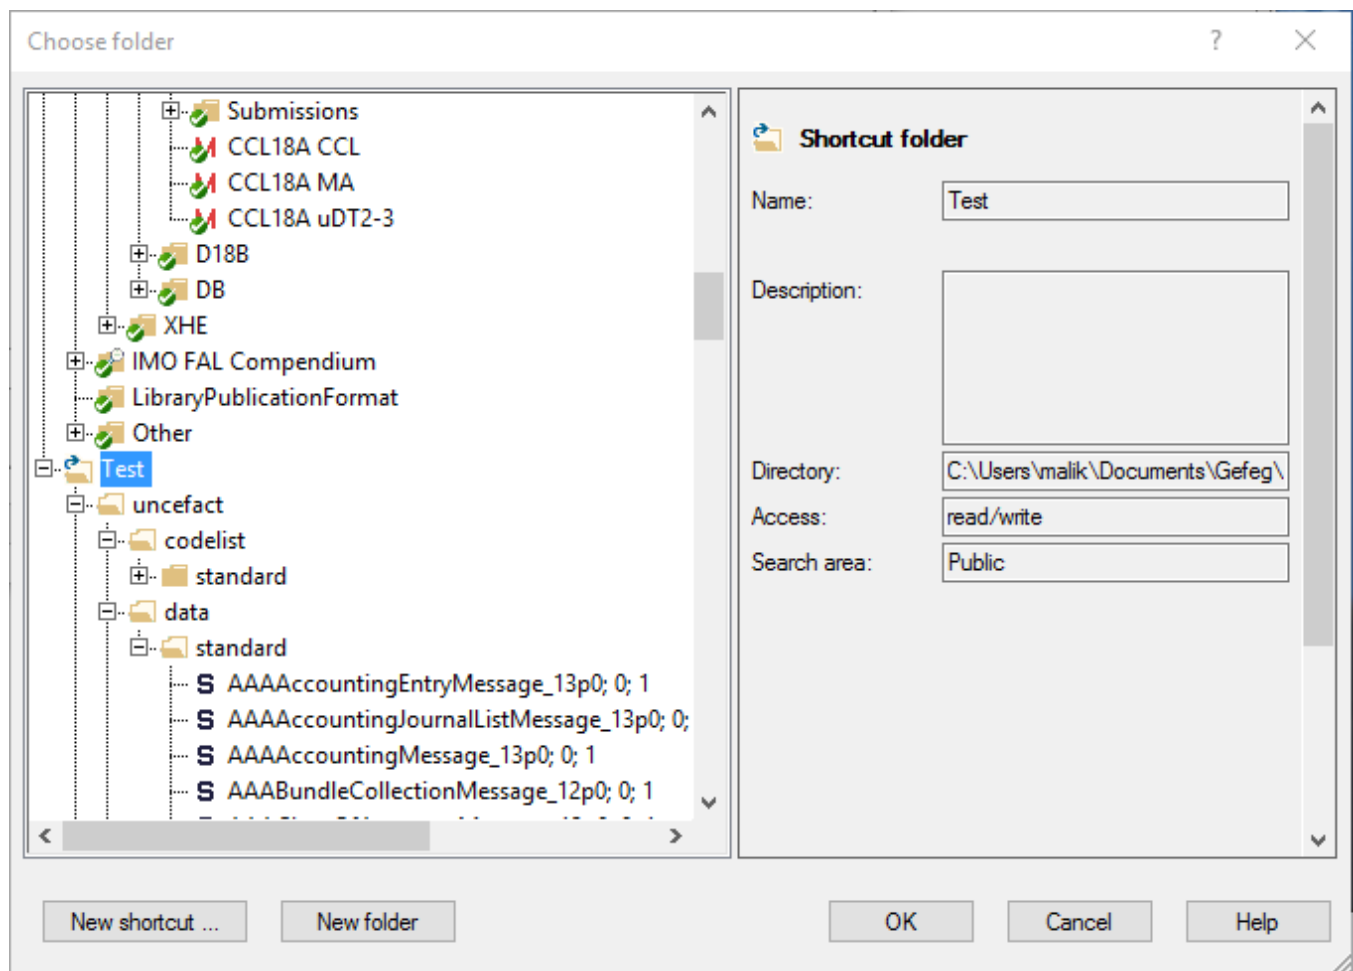 Choose folder
Submissions
CCL18A CCL
CCL18A MA
CCL18A uDT2-3
D18B
DB
XHE
IMO FAL Compendium
LibraryPublicationFormat
Other
Test
uncefact
codelist
standard
data
standard
S AAAAccountingEntryMessage_13p0; 0; 1
S AAAAccountingJournalListMessage_13p0; 0;
S AAAAccountingMessage_13p0; 0; 1
S AAABundleCollectionMessage_12p0; 0; 1
Shortcut folder
Name: Test
Description:
Directory: C:\Users\malik\Documents\Gefeg\
Access: read/write
Search area: Public
New shortcut ...
New folder
OK
Cancel
Help